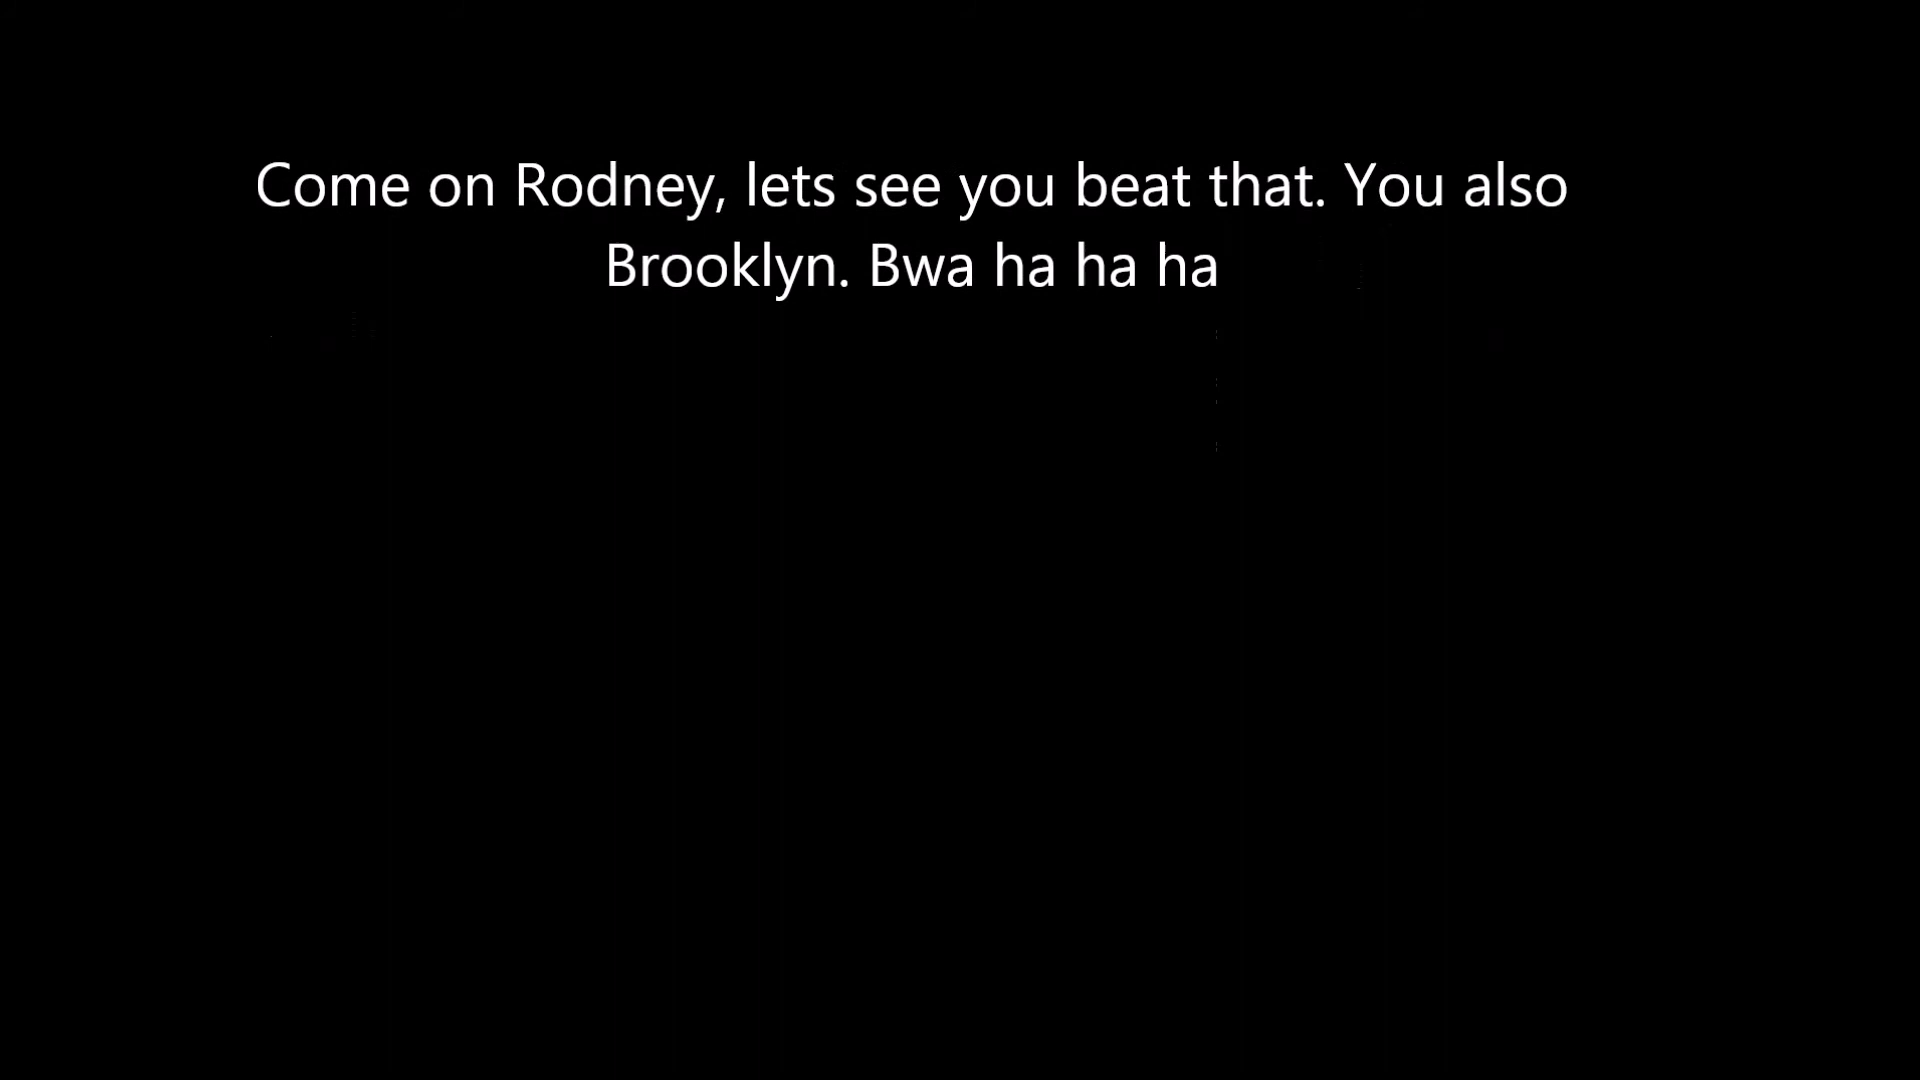 Come on Rodney, lets see you beat that. You also
Brooklyn. Bwa ha ha ha